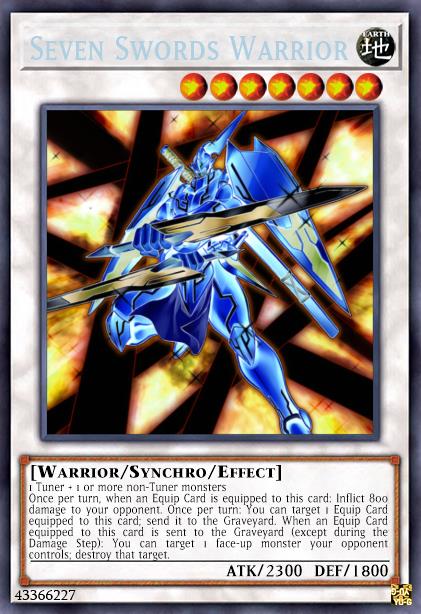 Seven Swords Warrior
EARTH
地
[Warrior/Synchro/Effect]
1 Tuner + 1 or more non-Tuner monsters
Once per turn, when an Equip Card is equipped to this card: Inflict 800
damage to your opponent. Once per turn: You can target 1 Equip Card
equipped to this card; send it to the Graveyard. When an Equip Card
equipped to this card is sent to the Graveyard (except during the
Damage Step): You can target 1 face-up monster your opponent
controls; destroy that target.
ATK/2300 DEF/1800
43366227